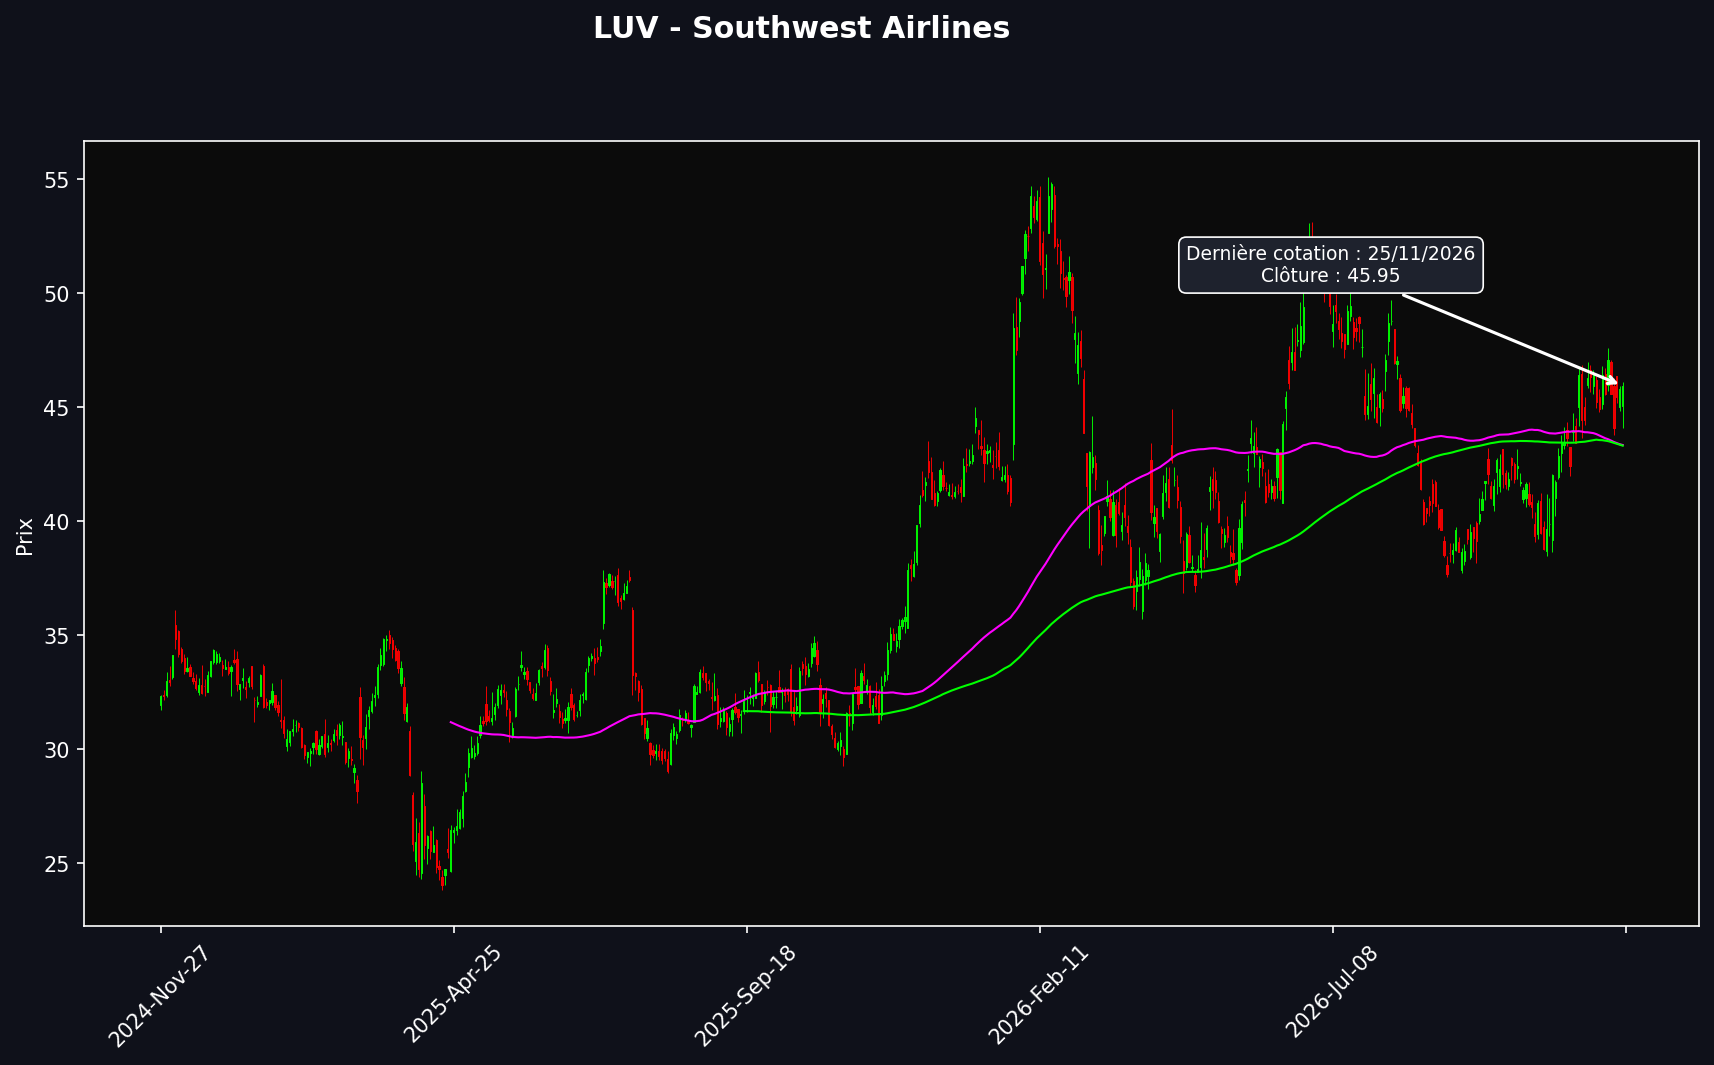 LUV - Southwest Airlines
Prix
55
50
45
40
35
30
25
Dernière cotation : 25/11/2026
Clôture : 45.95
2024-Nov-27
2025-Apr-25
2025-Sep-18
2026-Feb-11
2026-Jul-08